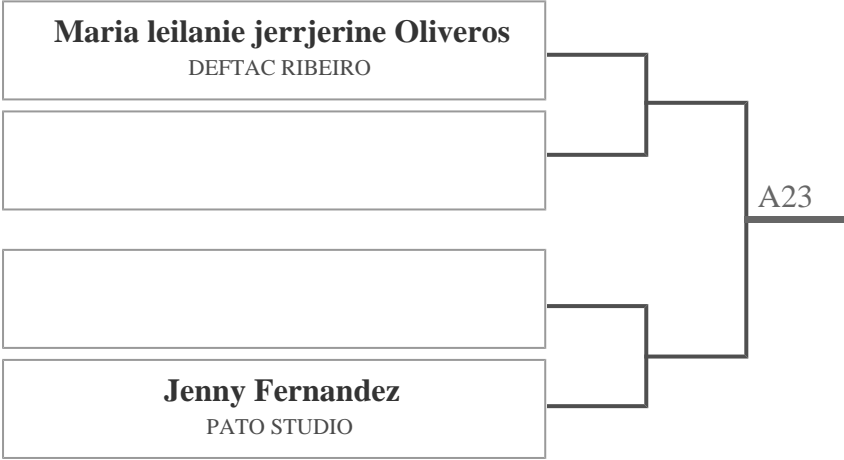 Maria leilanie jerrjerine Oliveros
DEFTAC RIBEIRO
A23
Jenny Fernandez
PATO STUDIO